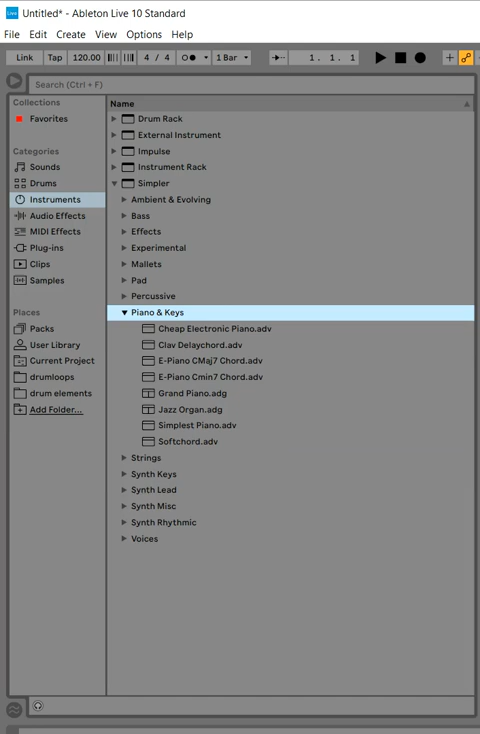 Live Untitled* - Ableton Live 10 Standard
File Edit Create View Options Help
Link Tap 120.00 4 / 4 1 Bar 1. 1. 1 +
Search (Ctrl + F)
Collections
Favorites
Categories
Sounds
Drums
Instruments
Audio Effects
MIDI Effects
Plug-ins
Clips
Samples
Places
Packs
User Library
Current Project
drumloops
drum elements
Add Folder...
Name
Drum Rack
External Instrument
Impulse
Instrument Rack
Simpler
Ambient & Evolving
Bass
Effects
Experimental
Mallets
Pad
Percussive
Piano & Keys
Cheap Electronic Piano.adv
Clav Delaychord.adv
E-Piano CMaj7 Chord.adv
E-Piano Cmin7 Chord.adv
Grand Piano.adg
Jazz Organ.adg
Simplest Piano.adv
Softchord.adv
Strings
Synth Keys
Synth Lead
Synth Misc
Synth Rhythmic
Voices